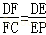 DF/FC = DE/EP